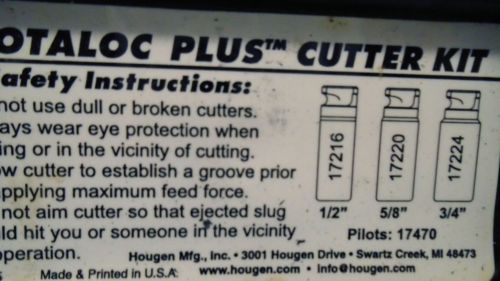 OTALOC PLUS™ CUTTER KIT
afety Instructions:
not use dull or broken cutters.
ays wear eye protection when
ing or in the vicinity of cutting.
ow cutter to establish a groove prior
applying maximum feed force.
not aim cutter so that ejected slug
uld hit you or someone in the vicinity
operation.
17216
17220
17224
1/2" 5/8" 3/4"
Pilots: 17470
Hougen Mfg., Inc. • 3001 Hougen Drive • Swartz Creek, MI 48473
Made & Printed in U.S.A. www.hougen.com • Info@hougen.com